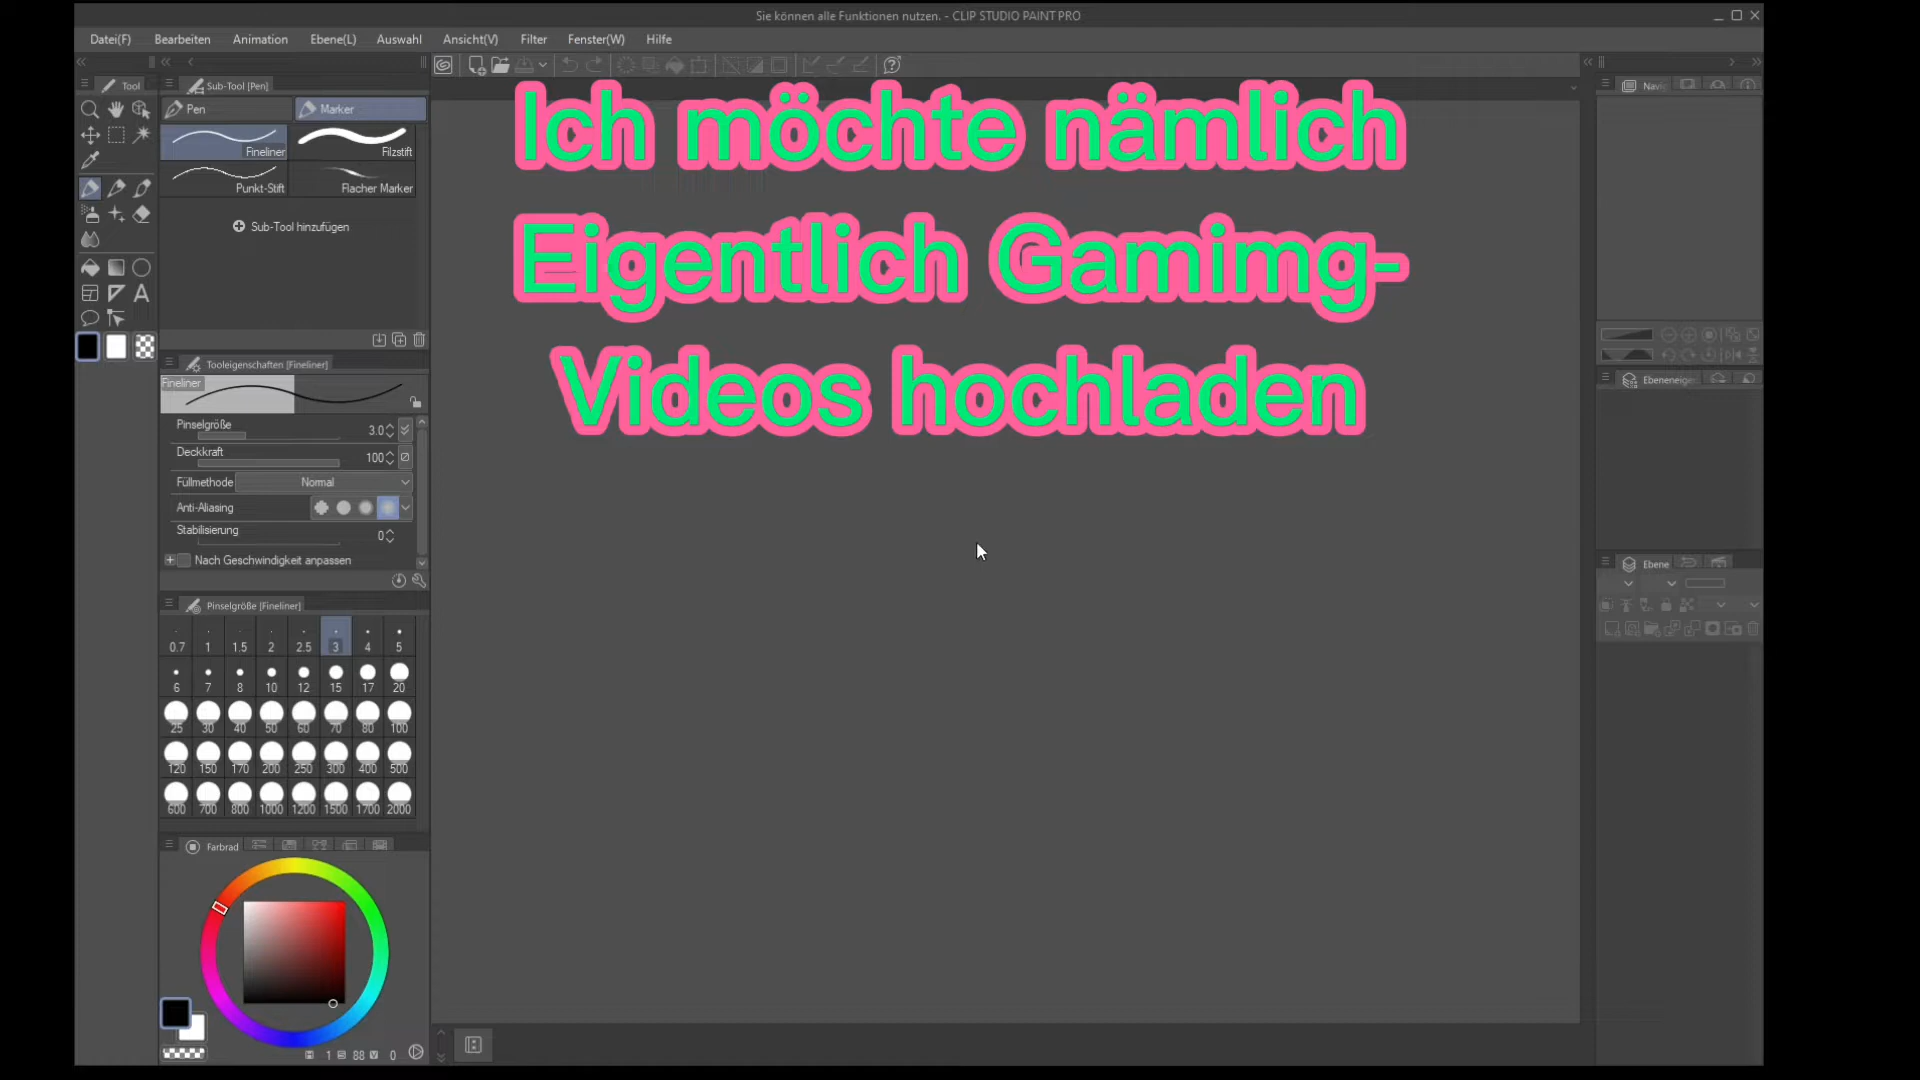 Sie können alle Funktionen nutzen. - CLIP STUDIO PAINT PRO
Datei(F) Bearbeiten Animation Ebene(L) Auswahl Ansicht(V) Filter Fenster(W) Hilfe
Tool
Sub-Tool [Pen]
Pen Marker
Fineliner Filzstift
Punkt-Stift Flacher Marker
Sub-Tool hinzufügen
Ich möchte nämlich
Eigentlich Gamimg-
Videos hochladen
Tooleigenschaften [Fineliner]
Fineliner
Pinselgröße 3.0
Deckkraft 100
Füllmethode Normal
Anti-Aliasing
Stabilisierung 0
Nach Geschwindigkeit anpassen
Pinselgröße [Fineliner]
0.7 1 1.5 2 2.5 3 4 5
6 7 8 10 12 15 17 20
25 30 40 50 60 70 80 100
120 150 170 200 250 300 400 500
600 700 800 1000 1200 1500 1700 2000
Farbrad
H 1 S 88 V 0
Navig
Ebeneneige
Ebene